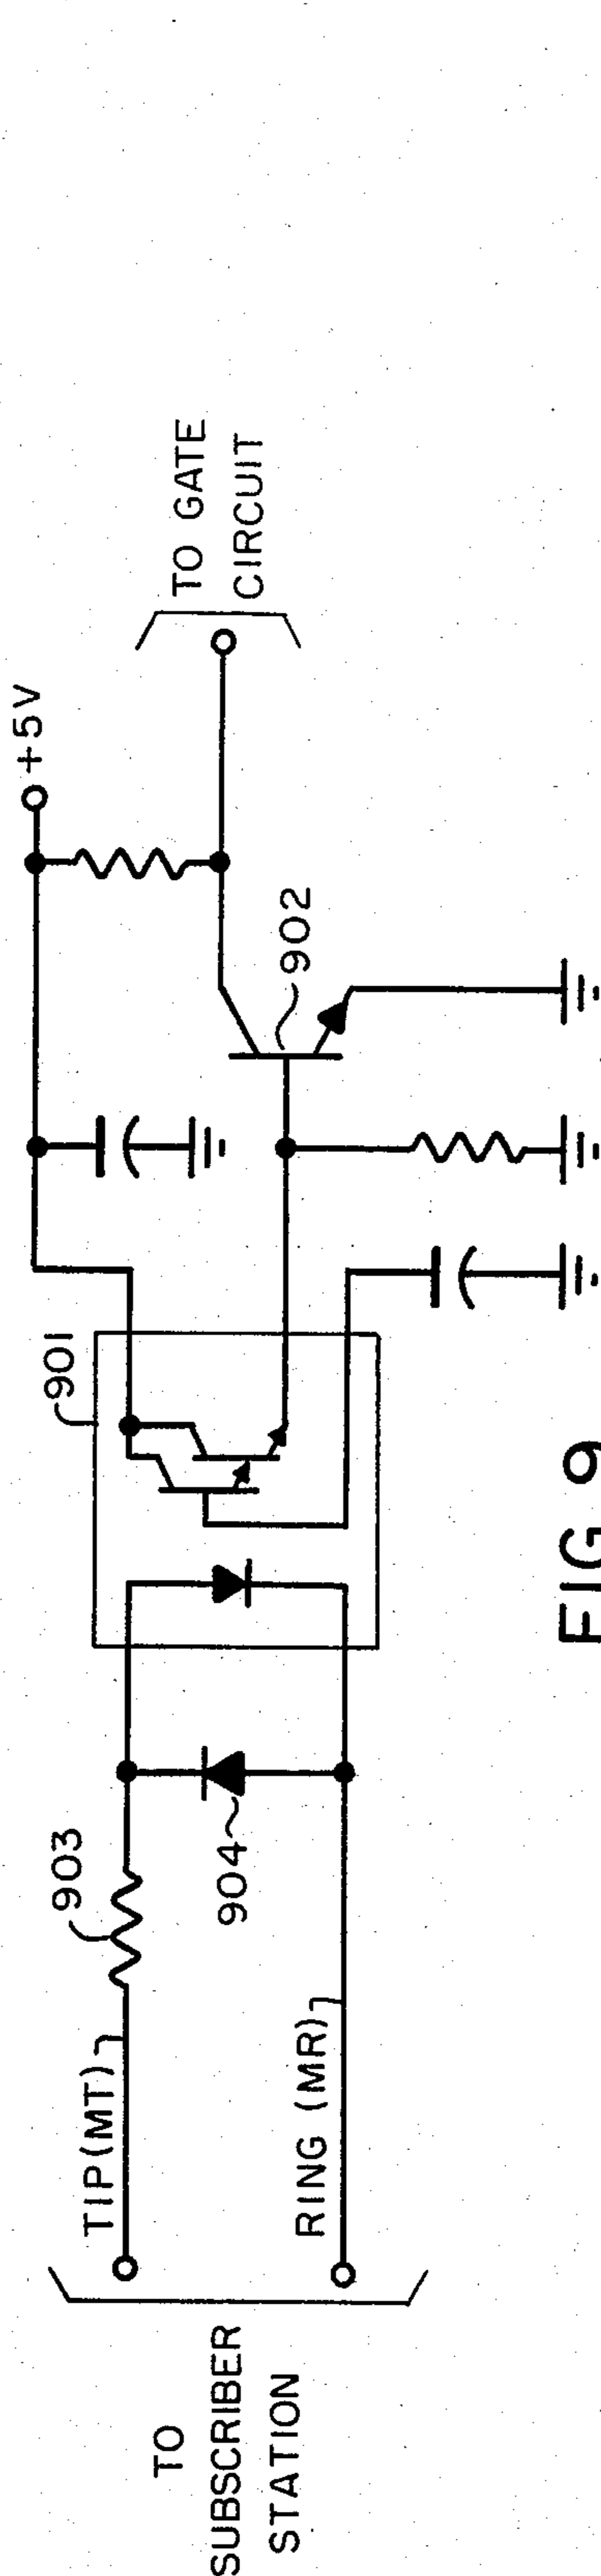 TO
SUBSCRIBER
STATION
TIP(MT)
RING (MR)
903
904
901
902
+5V
TO GATE
CIRCUIT
FIG 9